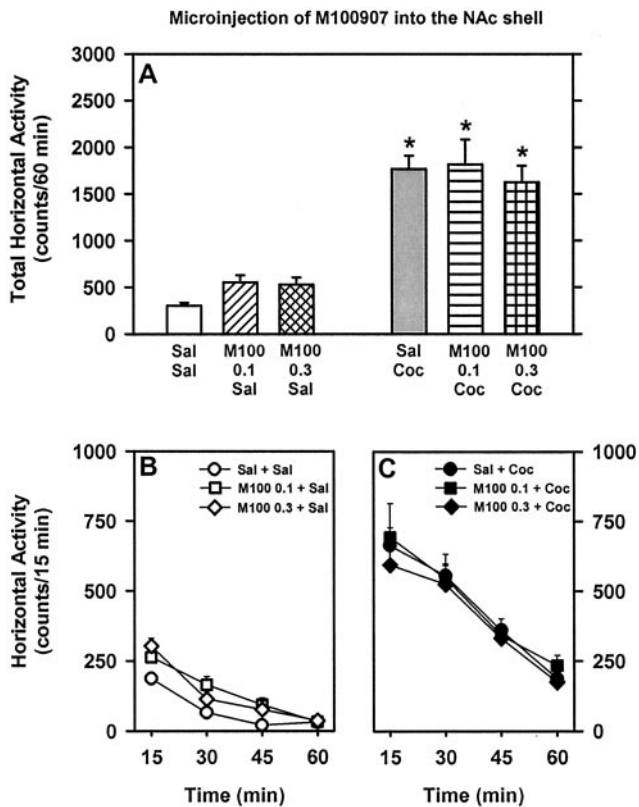 Microinjection of M100907 into the NAc shell
A
Total Horizontal Activity
(counts/60 min)
3000
2500
2000
1500
1000
500
0
* * *
Sal M100 M100 Sal M100 M100
Sal 0.1 0.3 Coc 0.1 0.3
Sal Sal Coc Coc
B
Horizontal Activity
(counts/15 min)
1000
750
500
250
0
Sal + Sal
M100 0.1 + Sal
M100 0.3 + Sal
15 30 45 60
Time (min)
C
Sal + Coc
M100 0.1 + Coc
M100 0.3 + Coc
1000
750
500
250
0
15 30 45 60
Time (min)